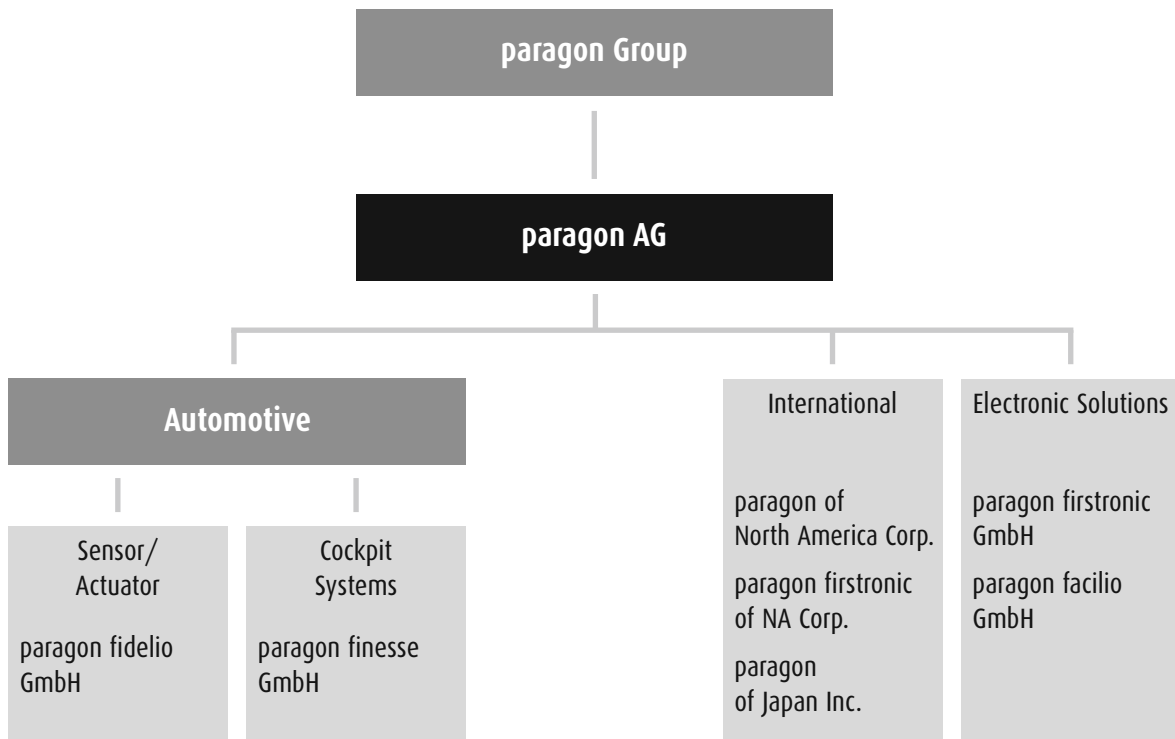 paragon Group
paragon AG
Automotive
Sensor/
Actuator
paragon fidelio
GmbH
Cockpit
Systems
paragon finesse
GmbH
International
paragon of
North America Corp.
paragon firstronic
of NA Corp.
paragon
of Japan Inc.
Electronic Solutions
paragon firstronic
GmbH
paragon facilio
GmbH